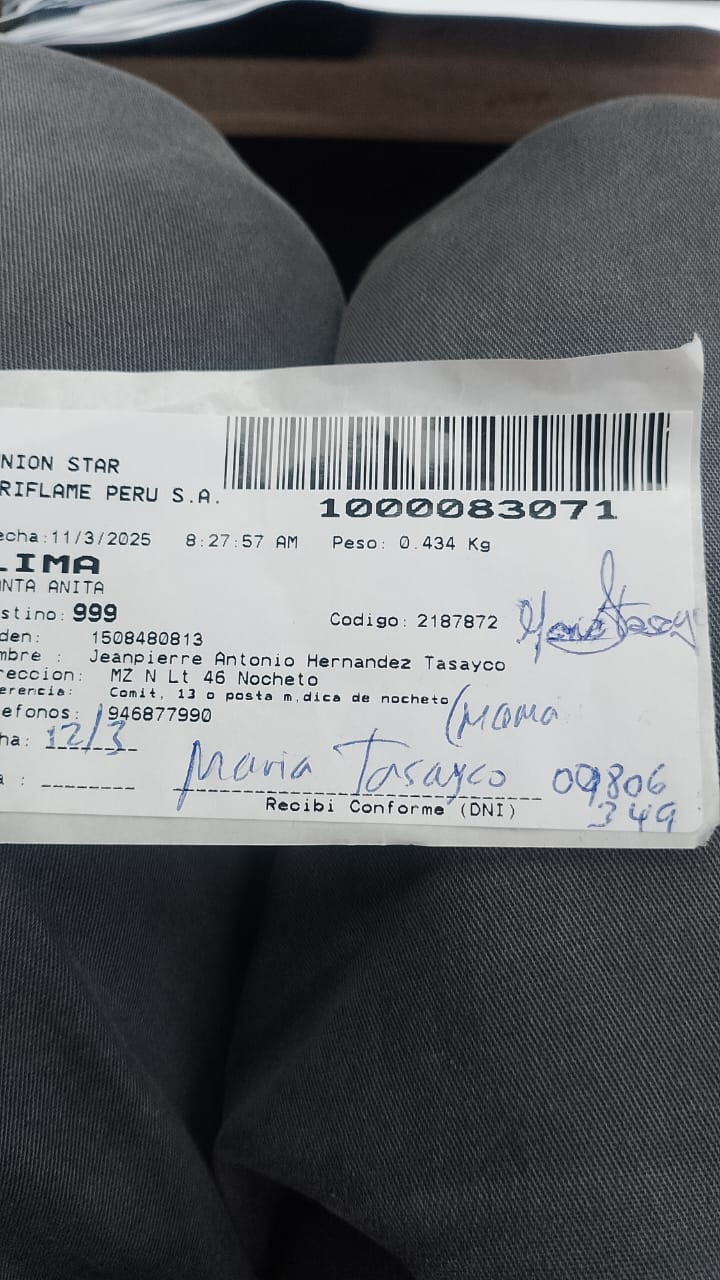 NION STAR
RIFLAME PERU S.A.
1000083071
echa:11/3/2025 8:27:57 AM Peso: 0.434 Kg
LIMA
NTA ANITA
stino: 999 Codigo: 2187872
den: 1508480813
mbre : Jeanpierre Antonio Hernandez Tasayco
reccion: MZ N Lt 46 Nocheto
erencia: Comit, 13 o posta m,dica de nocheto
efonos: 946877990
(mama
ha: 12/3
Maria Tasayco 09806
349
a :
Recibi Conforme (DNI)